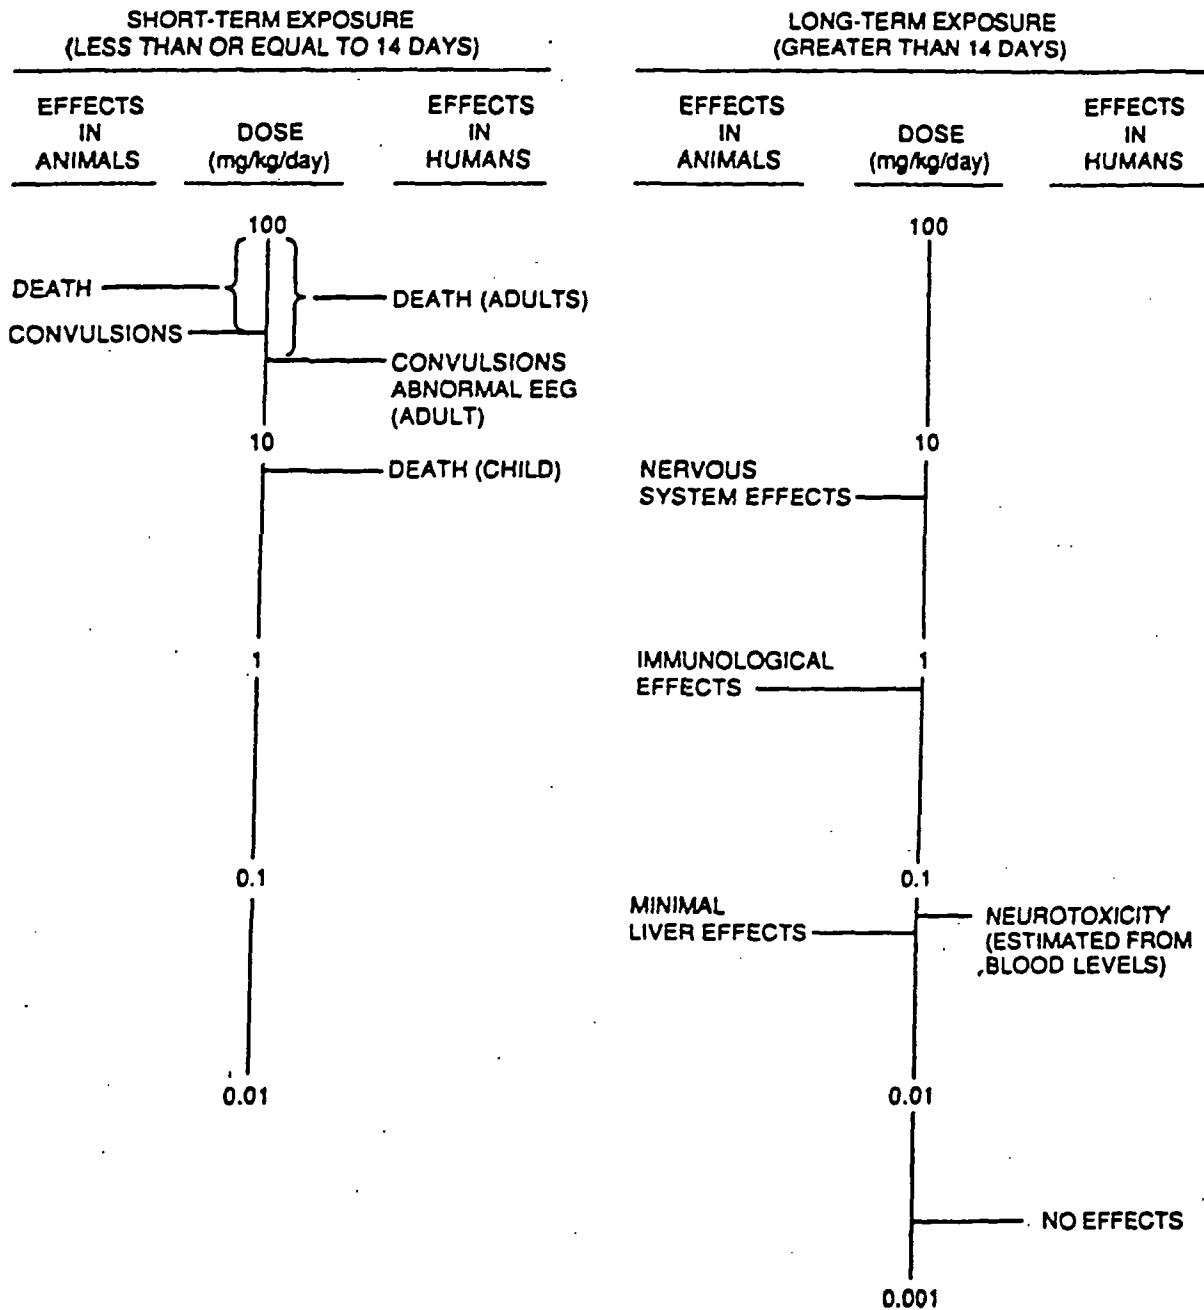 SHORT-TERM EXPOSURE
(LESS THAN OR EQUAL TO 14 DAYS)
EFFECTS
IN
ANIMALS
DOSE
(mg/kg/day)
EFFECTS
IN
HUMANS
100
DEATH
DEATH (ADULTS)
CONVULSIONS
CONVULSIONS
ABNORMAL EEG
(ADULT)
10
DEATH (CHILD)
1
0.1
0.01
LONG-TERM EXPOSURE
(GREATER THAN 14 DAYS)
EFFECTS
IN
ANIMALS
DOSE
(mg/kg/day)
EFFECTS
IN
HUMANS
100
10
NERVOUS
SYSTEM EFFECTS
1
IMMUNOLOGICAL
EFFECTS
0.1
MINIMAL
LIVER EFFECTS
NEUROTOXICITY
(ESTIMATED FROM
BLOOD LEVELS)
0.01
NO EFFECTS
0.001